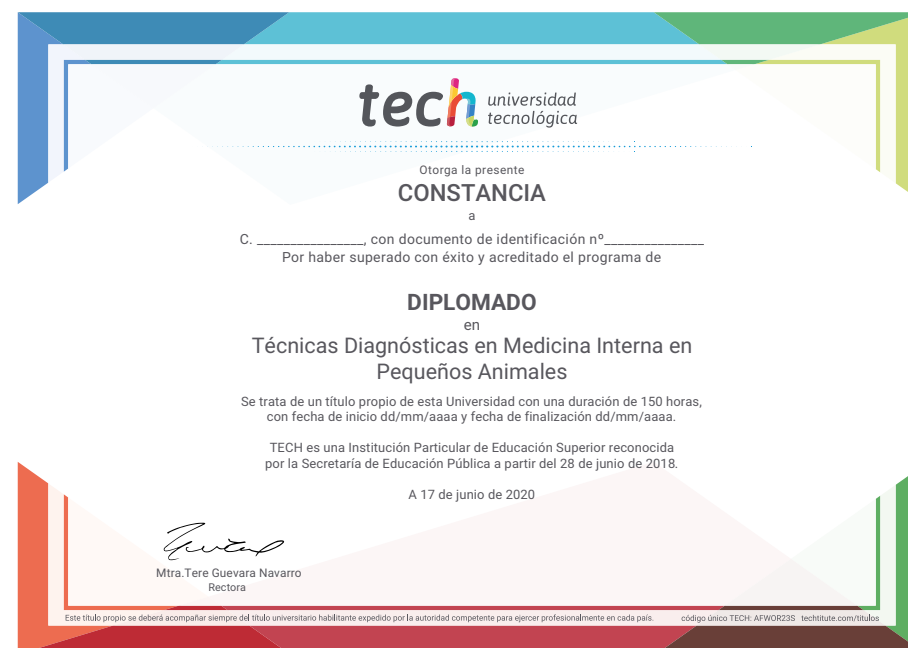 tech universidad
tecnológica
Otorga la presente
CONSTANCIA
a
C. ________________, con documento de identificación nº_______________
Por haber superado con éxito y acreditado el programa de
DIPLOMADO
en
Técnicas Diagnósticas en Medicina Interna en
Pequeños Animales
Se trata de un título propio de esta Universidad con una duración de 150 horas,
con fecha de inicio dd/mm/aaaa y fecha de finalización dd/mm/aaaa.
TECH es una Institución Particular de Educación Superior reconocida
por la Secretaría de Educación Pública a partir del 28 de junio de 2018.
A 17 de junio de 2020
Mtra.Tere Guevara Navarro
Rectora
Este título propio se deberá acompañar siempre del título universitario habilitante expedido por la autoridad competente para ejercer profesionalmente en cada país. código único TECH: AFWOR23S techtitute.com/títulos